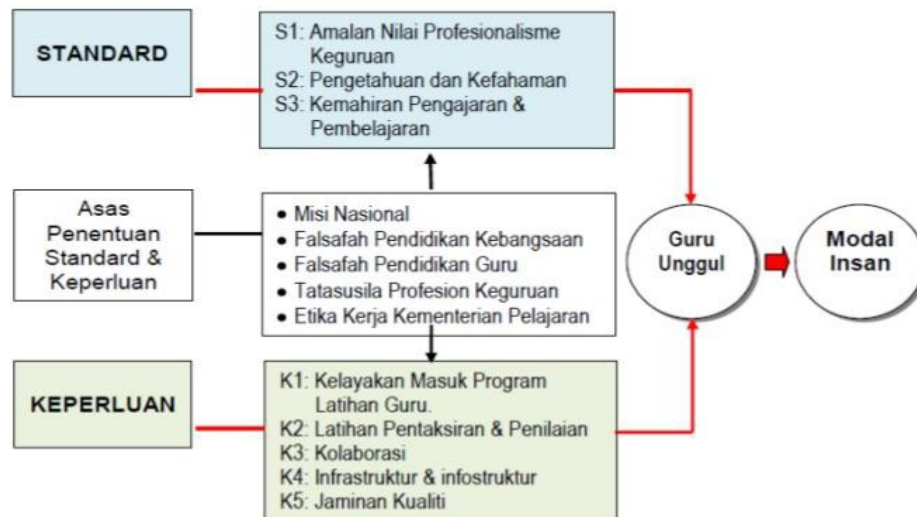 STANDARD
S1: Amalan Nilai Profesionalisme
Keguruan
S2: Pengetahuan dan Kefahaman
S3: Kemahiran Pengajaran &
Pembelajaran
Asas
Penentuan
Standard &
Keperluan
• Misi Nasional
• Falsafah Pendidikan Kebangsaan
• Falsafah Pendidikan Guru
• Tatasusila Profesion Keguruan
• Etika Kerja Kementerian Pelajaran
Guru
Unggul
Modal
Insan
KEPERLUAN
K1: Kelayakan Masuk Program
Latihan Guru.
K2: Latihan Pentaksiran & Penilaian
K3: Kolaborasi
K4: Infrastruktur & infostruktur
K5: Jaminan Kualiti